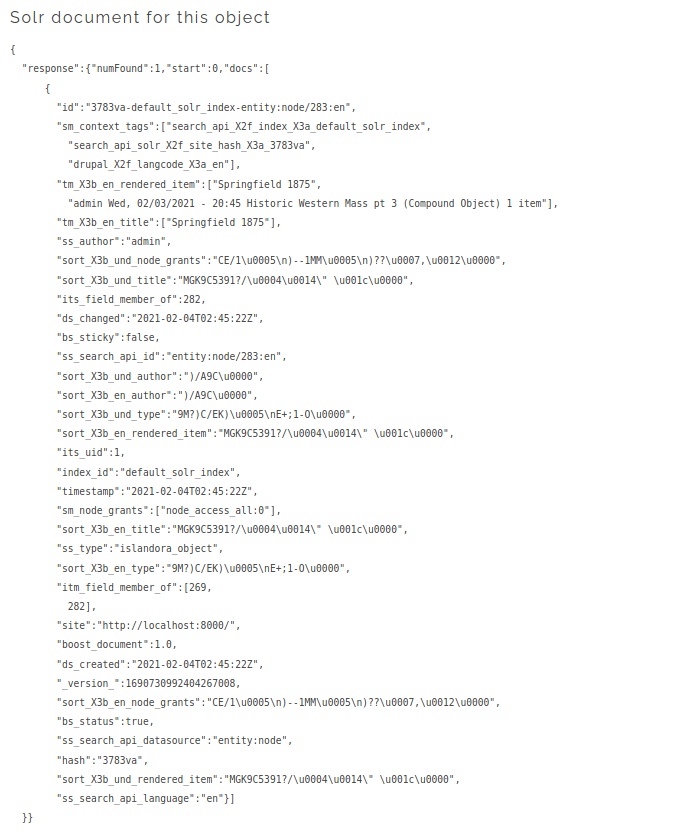 Solr document for this object
{
"response":{"numFound":1,"start":0,"docs":[
{
"id":"3783va-default_solr_index-entity:node/283:en",
"sm_context_tags":["search_api_X2f_index_X3a_default_solr_index",
"search_api_solr_X2f_site_hash_X3a_3783va",
"drupal_X2f_langcode_X3a_en"],
"tm_X3b_en_rendered_item":["Springfield 1875",
"admin Wed, 02/03/2021 - 20:45 Historic Western Mass pt 3 (Compound Object) 1 item"],
"tm_X3b_en_title":["Springfield 1875"],
"ss_author":"admin",
"sort_X3b_und_node_grants":"CE/1\u0005\n)--1MM\u0005\n)??\u0007,\u0012\u0000",
"sort_X3b_und_title":"MGK9C5391?/\u0004\u0014\" \u001c\u0000",
"its_field_member_of":282,
"ds_changed":"2021-02-04T02:45:22Z",
"bs_sticky":false,
"ss_search_api_id":"entity:node/283:en",
"sort_X3b_und_author":")/A9C\u0000",
"sort_X3b_en_author":")/A9C\u0000",
"sort_X3b_und_type":"9M?)C/EK)\u0005\nE+;1-O\u0000",
"sort_X3b_en_rendered_item":"MGK9C5391?/\u0004\u0014\" \u001c\u0000",
"its_uid":1,
"index_id":"default_solr_index",
"timestamp":"2021-02-04T02:45:22Z",
"sm_node_grants":["node_access_all:0"],
"sort_X3b_en_title":"MGK9C5391?/\u0004\u0014\" \u001c\u0000",
"ss_type":"islandora_object",
"sort_X3b_en_type":"9M?)C/EK)\u0005\nE+;1-O\u0000",
"itm_field_member_of":[269,
282],
"site":"http://localhost:8000/",
"boost_document":1.0,
"ds_created":"2021-02-04T02:45:22Z",
"_version_":1690730992404267008,
"sort_X3b_en_node_grants":"CE/1\u0005\n)--1MM\u0005\n)??\u0007,\u0012\u0000",
"bs_status":true,
"ss_search_api_datasource":"entity:node",
"hash":"3783va",
"sort_X3b_und_rendered_item":"MGK9C5391?/\u0004\u0014\" \u001c\u0000",
"ss_search_api_language":"en"}]
}}